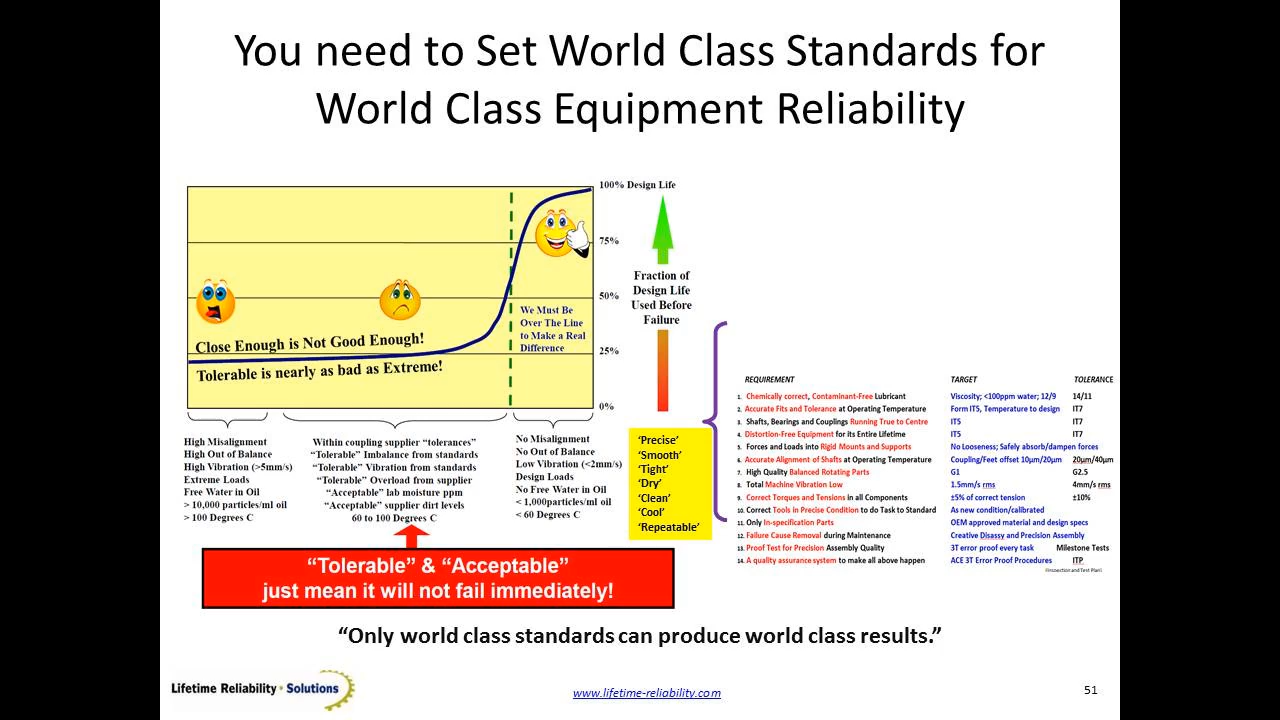 You need to Set World Class Standards for
World Class Equipment Reliability
100% Design Life
75%
50%
25%
0%
We Must Be
Over The Line
to Make a Real
Difference
Close Enough is Not Good Enough!
Tolerable is nearly as bad as Extreme!
Fraction of
Design Life
Used Before
Failure
High Misalignment
High Out of Balance
High Vibration (>5mm/s)
Extreme Loads
Free Water in Oil
> 10,000 particles/ml oil
> 100 Degrees C
Within coupling supplier “tolerances”
“Tolerable” Imbalance from standards
“Tolerable” Vibration from standards
“Tolerable” Overload from supplier
“Acceptable” lab moisture ppm
“Acceptable” supplier dirt levels
60 to 100 Degrees C
No Misalignment
No Out of Balance
Low Vibration (<2mm/s)
Design Loads
No Free Water in Oil
< 1,000particles/ml oil
< 60 Degrees C
‘Precise’
‘Smooth’
‘Tight’
‘Dry’
‘Clean’
‘Cool’
‘Repeatable’
REQUIREMENT TARGET TOLERANCE
1. Chemically correct, Contaminant-Free Lubricant Viscosity; <100ppm water; 12/9 14/11
2. Accurate Fits and Tolerance at Operating Temperature Form IT5, Temperature to design IT7
3. Shafts, Bearings and Couplings Running True to Centre IT5 IT7
4. Distortion-Free Equipment for its Entire Lifetime IT5 IT7
5. Forces and Loads into Rigid Mounts and Supports No Looseness; Safely absorb/dampen forces
6. Accurate Alignment of Shafts at Operating Temperature Coupling/Feet offset 10µm/20µm 20µm/40µm
7. High Quality Balanced Rotating Parts G1 G2.5
8. Total Machine Vibration Low 1.5mm/s rms 4mm/s rms
9. Correct Torques and Tensions in all Components ±5% of correct tension ±10%
10. Correct Tools in Precise Condition to do Task to Standard As new condition/calibrated
11. Only In-specification Parts OEM approved material and design specs
12. Failure Cause Removal during Maintenance Creative Disassy and Precision Assembly
13. Proof Test for Precision Assembly Quality 3T error proof every task Milestone Tests
14. A quality assurance system to make all above happen ACE 3T Error Proof Procedures ITP
(Inspection and Test Plan)
“Tolerable” & “Acceptable”
just mean it will not fail immediately!
“Only world class standards can produce world class results.”
Lifetime Reliability Solutions
www.lifetime-reliability.com
51